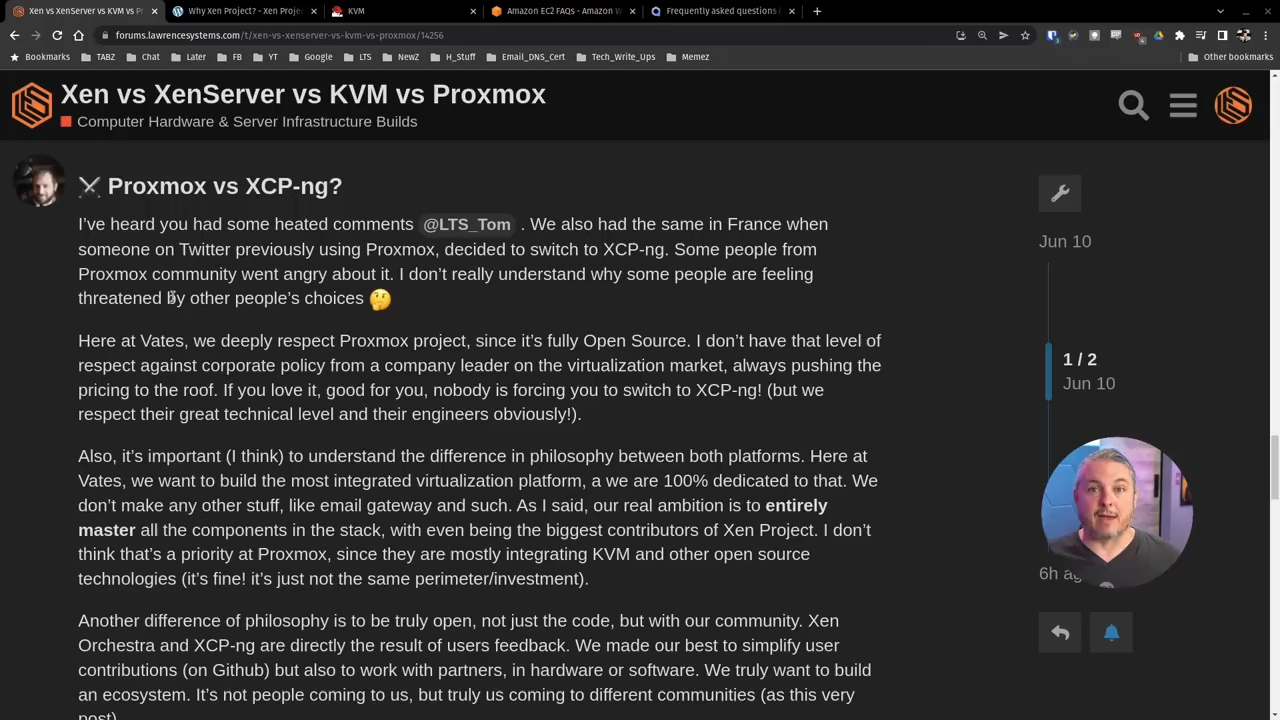 Xen vs XenServer vs KVM vs P
Why Xen Project? - Xen Proje
KVM
Amazon EC2 FAQs - Amazon W
Frequently asked questions
forums.lawrencesystems.com/t/xen-vs-xenserver-vs-kvm-vs-proxmox/14256
Bookmarks TABZ Chat Later FB YT Google LTS NewZ H_Stuff Email_DNS_Cert Tech_Write_Ups Memez Other bookmarks
Xen vs XenServer vs KVM vs Proxmox
Computer Hardware & Server Infrastructure Builds
Proxmox vs XCP-ng?
I've heard you had some heated comments @LTS_Tom . We also had the same in France when
someone on Twitter previously using Proxmox, decided to switch to XCP-ng. Some people from
Proxmox community went angry about it. I don't really understand why some people are feeling
threatened by other people's choices 🤔
Here at Vates, we deeply respect Proxmox project, since it's fully Open Source. I don't have that level of
respect against corporate policy from a company leader on the virtualization market, always pushing the
pricing to the roof. If you love it, good for you, nobody is forcing you to switch to XCP-ng! (but we
respect their great technical level and their engineers obviously!).
Also, it's important (I think) to understand the difference in philosophy between both platforms. Here at
Vates, we want to build the most integrated virtualization platform, a we are 100% dedicated to that. We
don't make any other stuff, like email gateway and such. As I said, our real ambition is to entirely
master all the components in the stack, with even being the biggest contributors of Xen Project. I don't
think that's a priority at Proxmox, since they are mostly integrating KVM and other open source
technologies (it's fine! it's just not the same perimeter/investment).
Another difference of philosophy is to be truly open, not just the code, but with our community. Xen
Orchestra and XCP-ng are directly the result of users feedback. We made our best to simplify user
contributions (on Github) but also to work with partners, in hardware or software. We truly want to build
an ecosystem. It's not people coming to us, but truly us coming to different communities (as this very
post).
Jun 10
1 / 2
Jun 10
6h ag